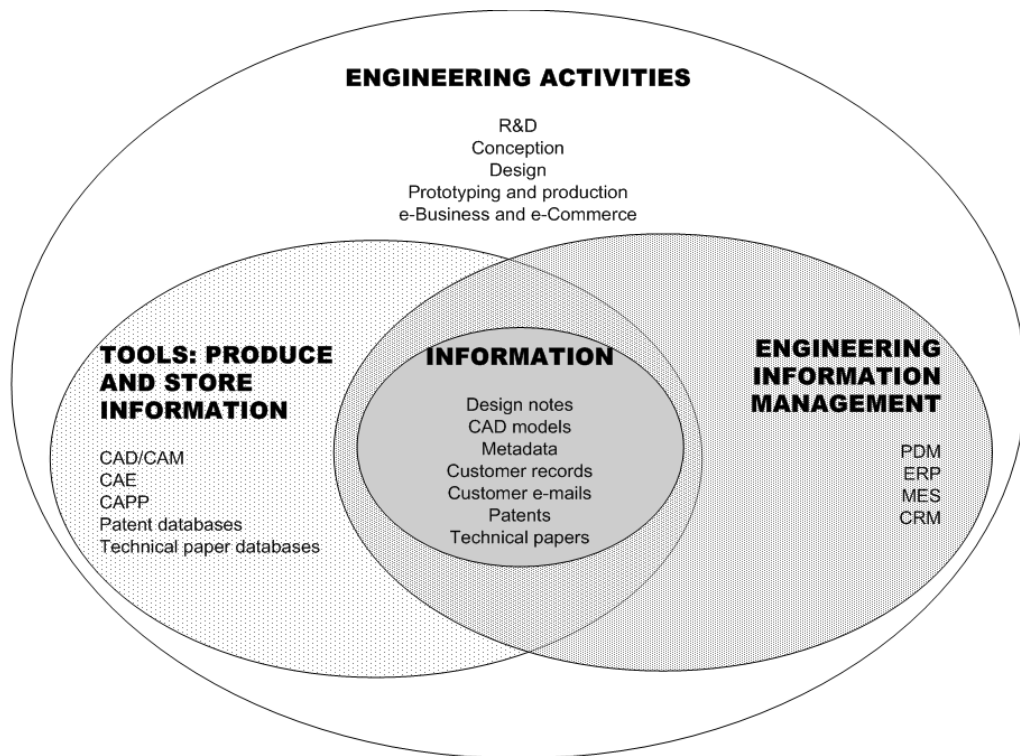 ENGINEERING ACTIVITIES
R&D
Conception
Design
Prototyping and production
e-Business and e-Commerce
TOOLS: PRODUCE
AND STORE
INFORMATION
CAD/CAM
CAE
CAPP
Patent databases
Technical paper databases
INFORMATION
Design notes
CAD models
Metadata
Customer records
Customer e-mails
Patents
Technical papers
ENGINEERING
INFORMATION
MANAGEMENT
PDM
ERP
MES
CRM